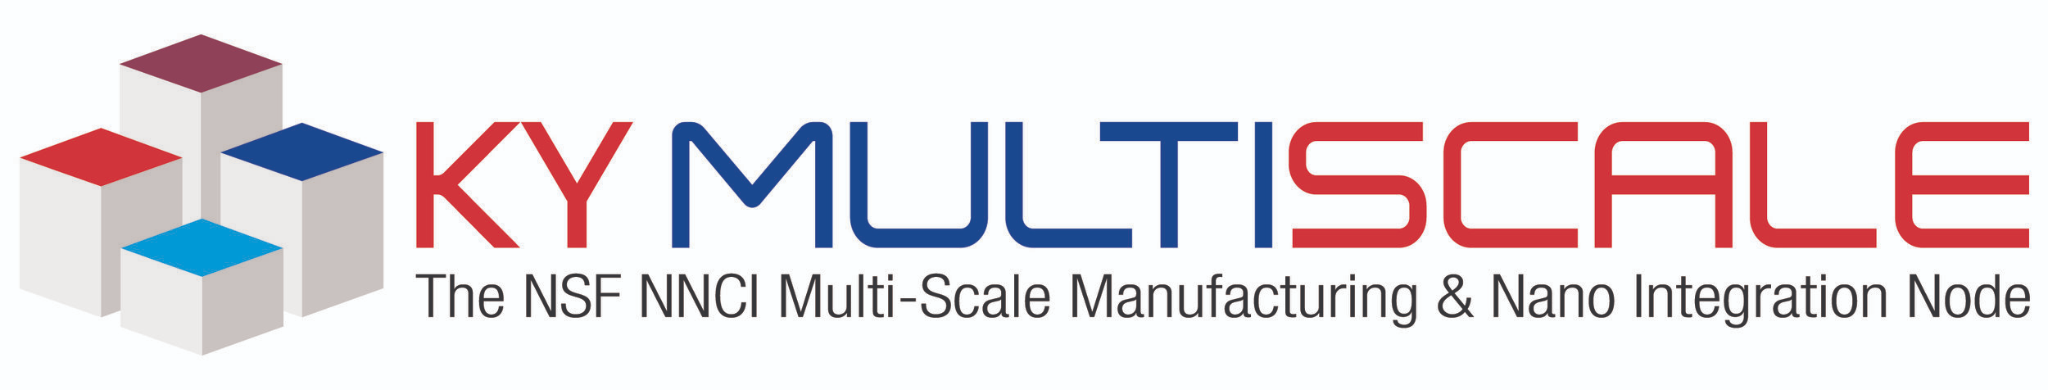 KY MULTISCALE
The NSF NNCI Multi-Scale Manufacturing & Nano Integration Node